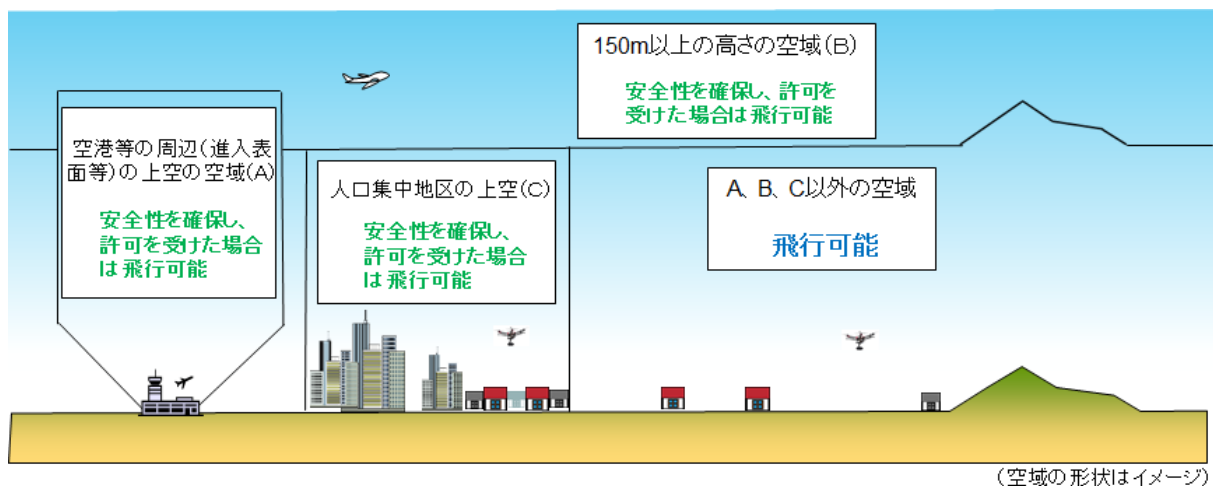 150m以上の高さの空域(B)
安全性を確保し、許可を
受けた場合は飛行可能
空港等の周辺(進入表
面等)の上空の空域(A)
安全性を確保し、
許可を受けた場合
は飛行可能
人口集中地区の上空(C)
安全性を確保し、
許可を受けた場合
は飛行可能
A、B、C以外の空域
飛行可能
(空域の形状はイメージ)